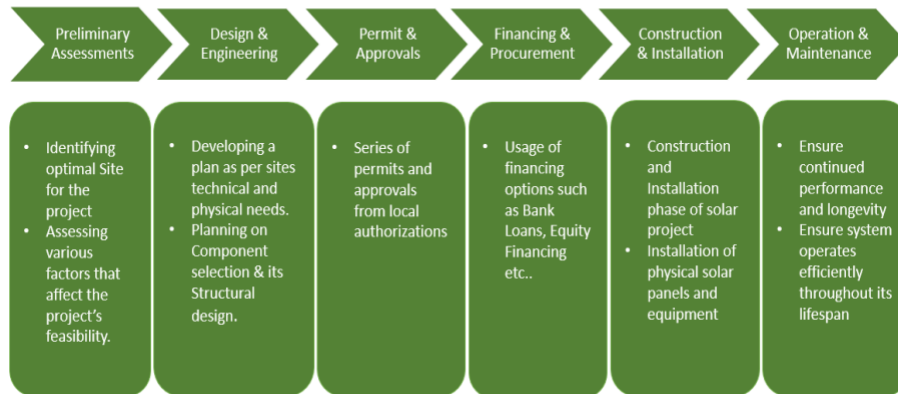 Preliminary
Assessments
Design &
Engineering
Permit &
Approvals
Financing &
Procurement
Construction
& Installation
Operation &
Maintenance
• Identifying
optimal Site
for the
project
• Assessing
various
factors that
affect the
project's
feasibility.
• Developing a
plan as per sites
technical and
physical needs.
• Planning on
Component
selection & its
Structural
design.
• Series of
permits and
approvals
from local
authorizations
• Usage of
financing
options such
as Bank
Loans, Equity
Financing
etc..
• Construction
and
Installation
phase of solar
project
• Installation of
physical solar
panels and
equipment
• Ensure
continued
performance
and longevity
• Ensure system
operates
efficiently
throughout its
lifespan